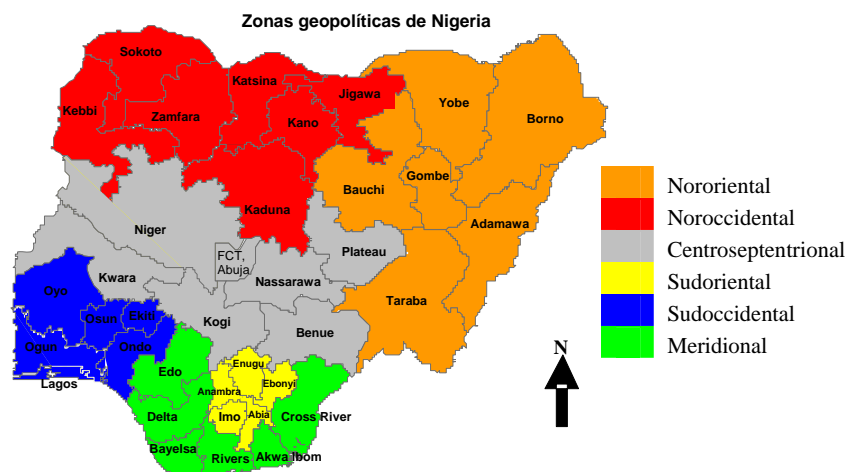 Zonas geopolíticas de Nigeria
Sokoto
Katsina
Kebbi
Zamfara
Kano
Jigawa
Yobe
Borno
Bauchi
Gombe
Kaduna
Adamawa
Niger
FCT,
Abuja
Plateau
Kwara
Nassarawa
Taraba
Oyo
Osun
Ekiti
Kogi
Benue
Ogun
Ondo
Lagos
Edo
Enugu
Anambra
Ebonyi
Imo
Abia
Delta
Cross River
Bayelsa
Rivers
Akwa Ibom
N
Nororiental
Noroccidental
Centroseptentrional
Sudoriental
Sudoccidental
Meridional